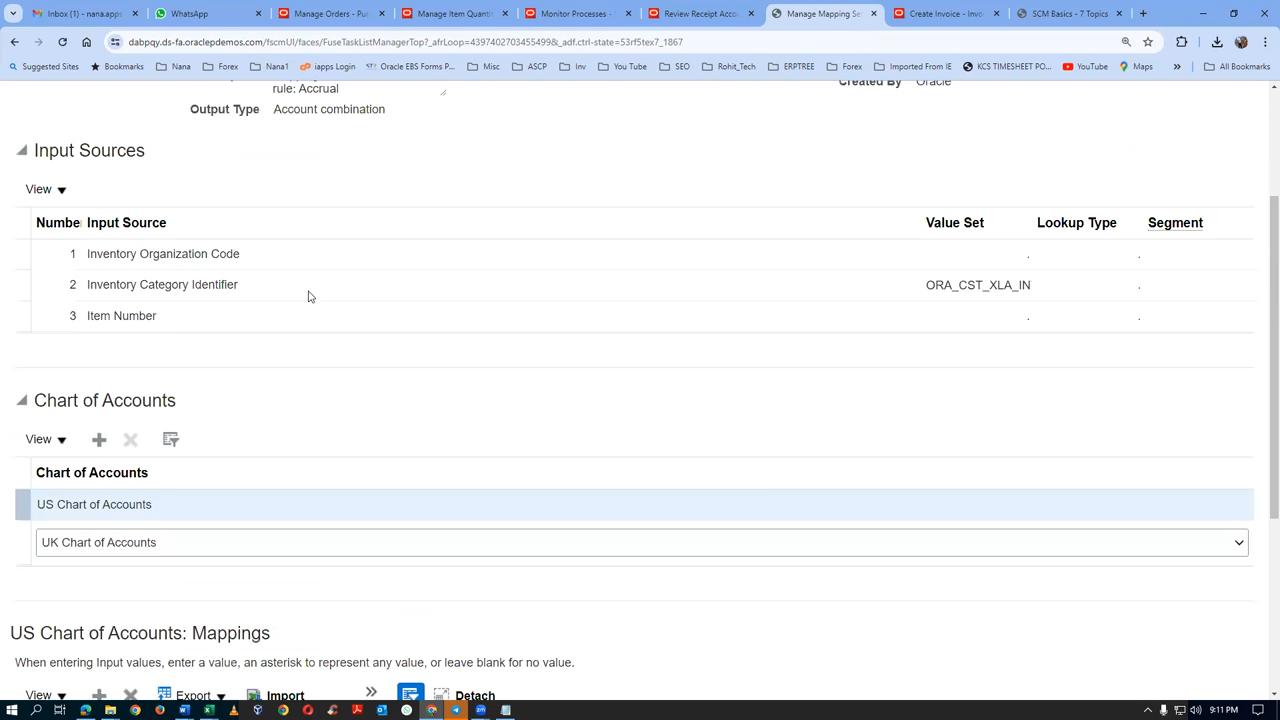 Inbox (1) - nana.apps
WhatsApp
Manage Orders - Pu
Manage Item Quantit
Monitor Processes -
Review Receipt Acco
Manage Mapping Se
Create Invoice - Invo
SCM Basics - 7 Topics
dabpqy.ds-fa.oraclepdemos.com/fscmUI/faces/FuseTaskListManagerTop?_afrLoop=4397402703455499&_adf.ctrl-state=53rf5tex7_1867
Suggested Sites Bookmarks Nana Forex Nana1 iapps Login Oracle EBS Forms P... Misc ASCP Inv You Tube SEO Rohit_Tech ERPTREE Forex Imported From IE KCS TIMESHEET PO... YouTube Maps » All Bookmarks
rule: Accrual
Created By Oracle
Output Type Account combination
Input Sources
View
Numbe Input Source Value Set Lookup Type Segment
1 Inventory Organization Code . .
2 Inventory Category Identifier ORA_CST_XLA_IN .
3 Item Number . .
Chart of Accounts
View
Chart of Accounts
US Chart of Accounts
UK Chart of Accounts
US Chart of Accounts: Mappings
When entering Input values, enter a value, an asterisk to represent any value, or leave blank for no value.
View Export Import » Detach
9:11 PM